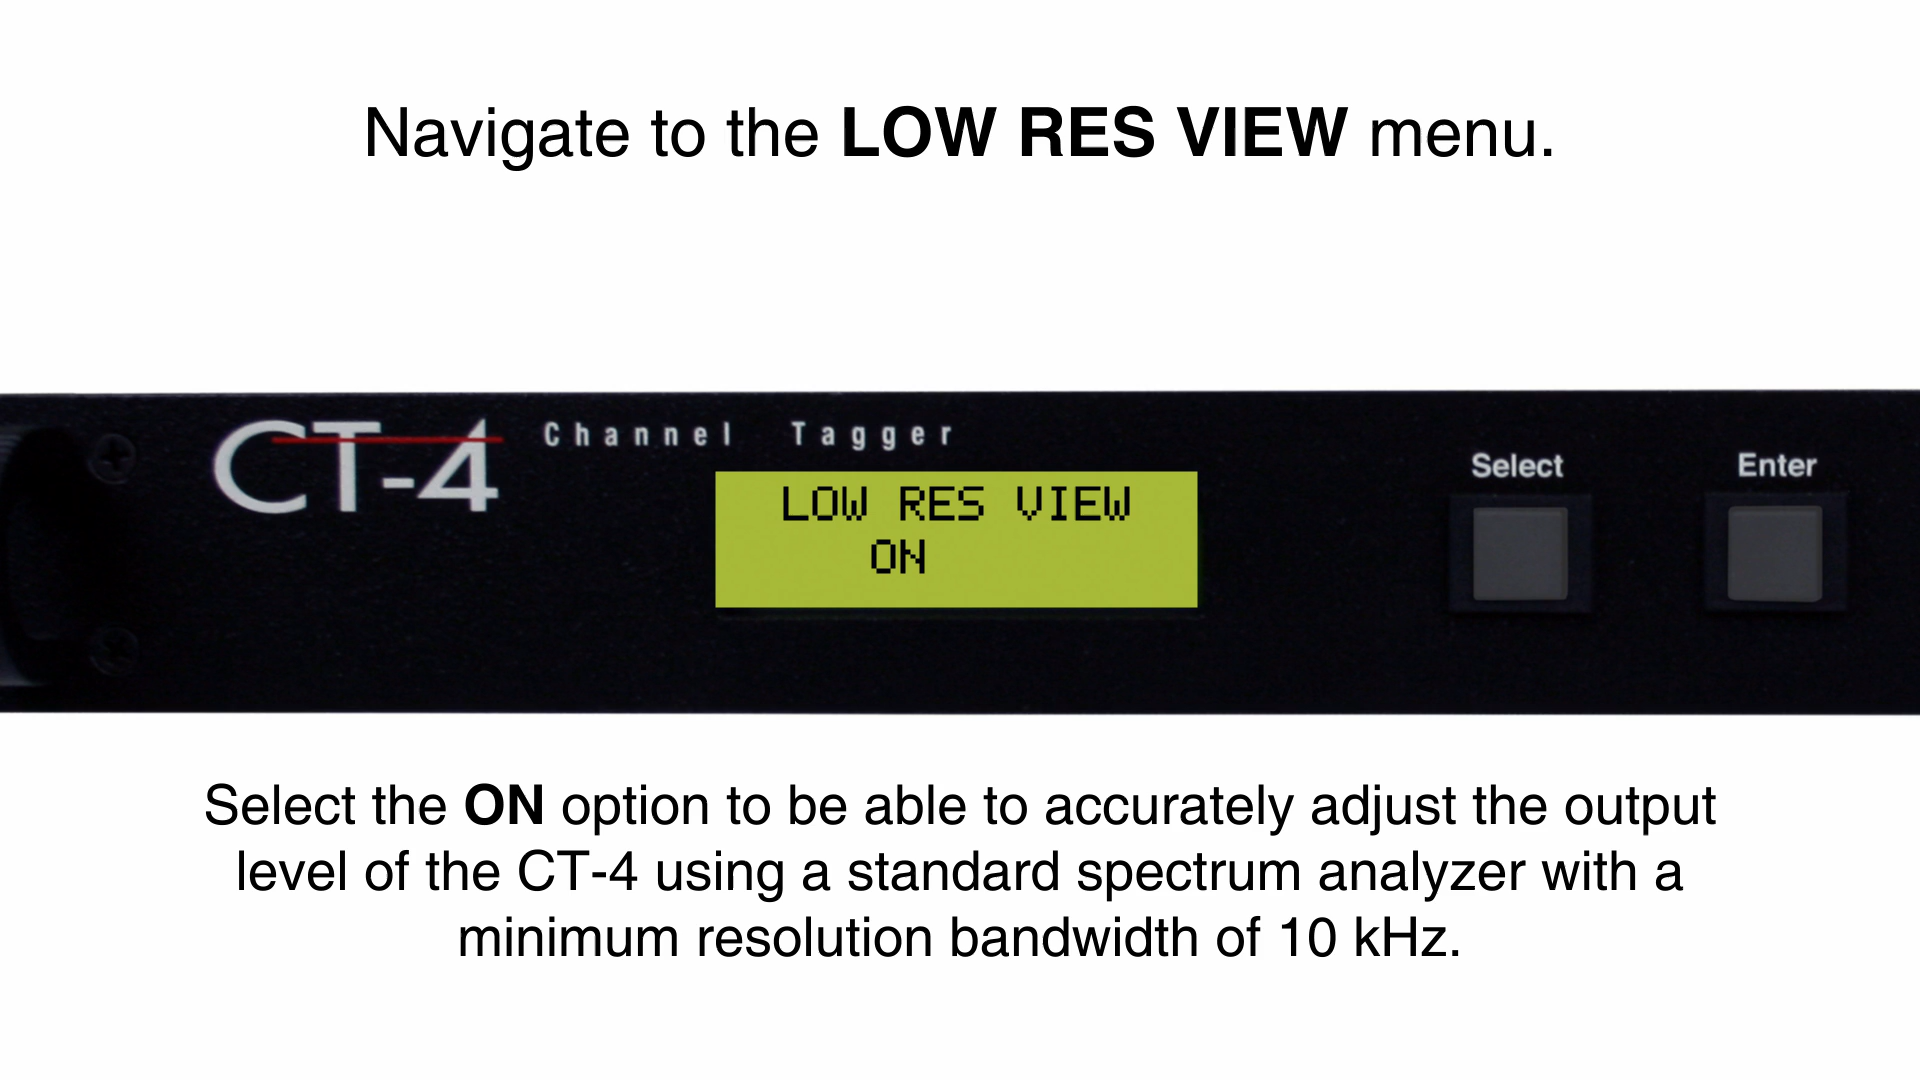 Navigate to the LOW RES VIEW menu.
CT-4 Channel Tagger
Select Enter
LOW RES VIEW
ON
Select the ON option to be able to accurately adjust the output
level of the CT-4 using a standard spectrum analyzer with a
minimum resolution bandwidth of 10 kHz.